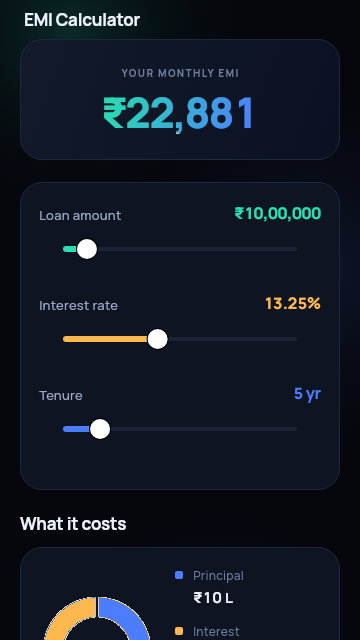 EMI Calculator
YOUR MONTHLY EMI
₹22,881
Loan amount ₹10,00,000
Interest rate 13.25%
Tenure 5 yr
What it costs
Principal
₹10 L
Interest